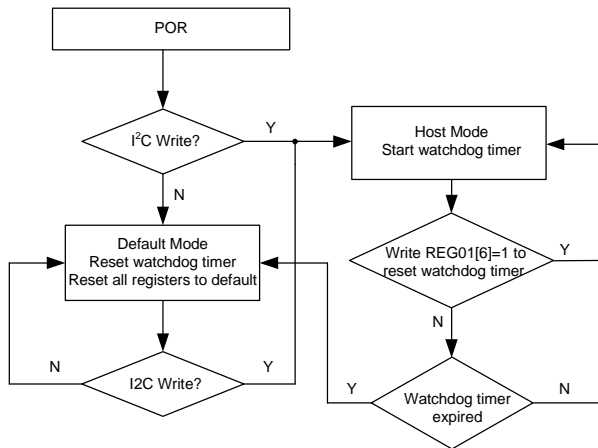 POR
I²C Write?
Y
N
Host Mode
Start watchdog timer
Default Mode
Reset watchdog timer
Reset all registers to default
Write REG01[6]=1 to
reset watchdog timer
Y
N
I2C Write?
N
Y
Watchdog timer
expired
Y
N